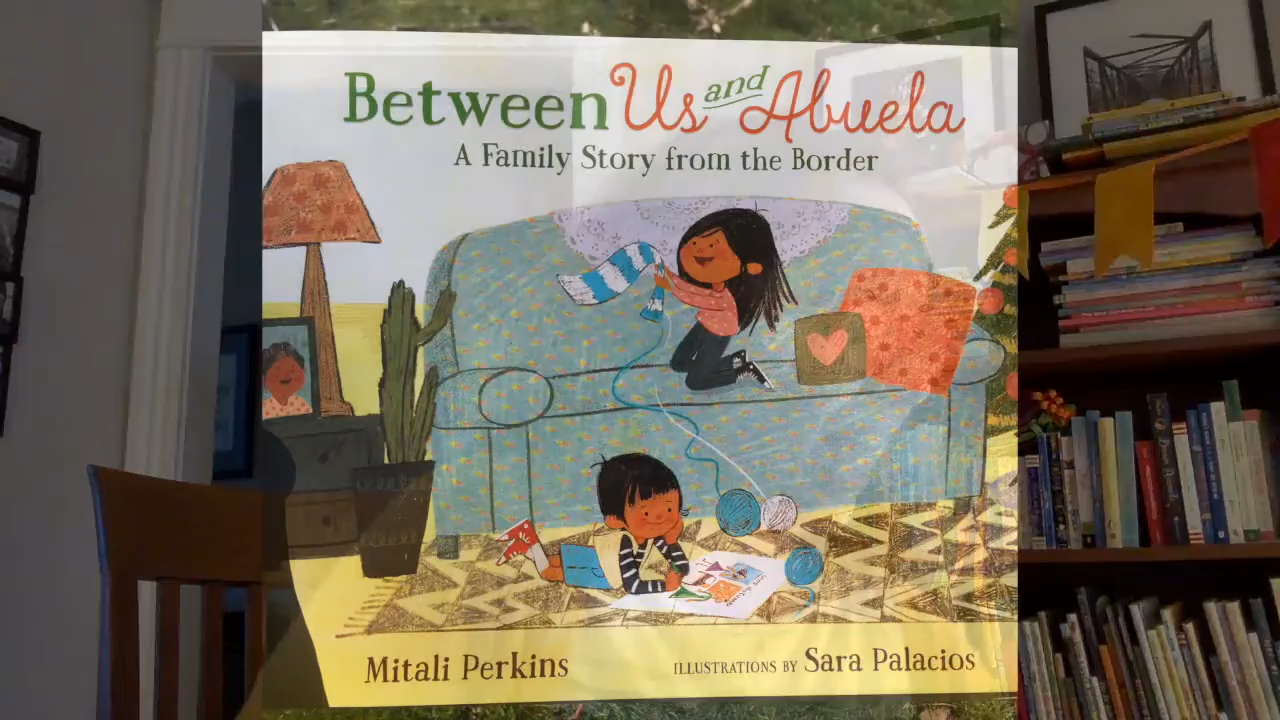 Between Us and Abuela
A Family Story from the Border
Mitali Perkins
ILLUSTRATIONS BY Sara Palacios